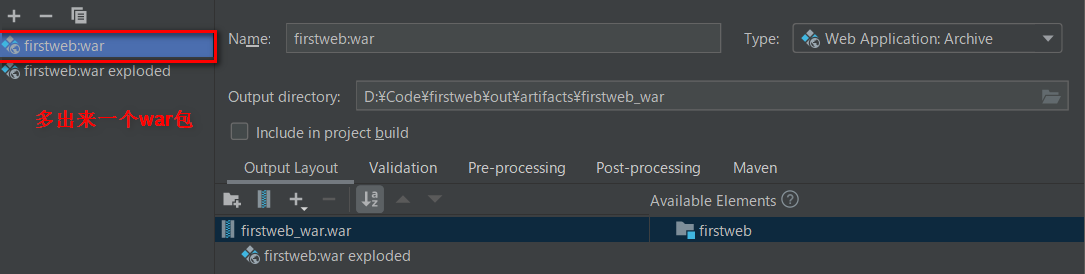 firstweb:war
firstweb:war exploded
多出来一个war包
Name: firstweb:war Type: Web Application: Archive
Output directory: D:¥Code¥firstweb¥out¥artifacts¥firstweb_war
Include in project build
Output Layout Validation Pre-processing Post-processing Maven
Available Elements ?
firstweb_war.war firstweb
firstweb:war exploded